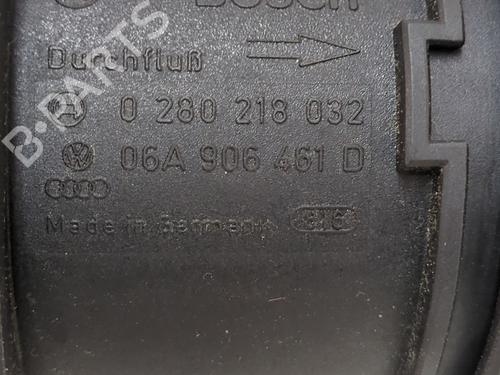 BOSCH
Durchfluß
0 280 218 032
06A 906 461 D
Made in Germany
B-PARTS